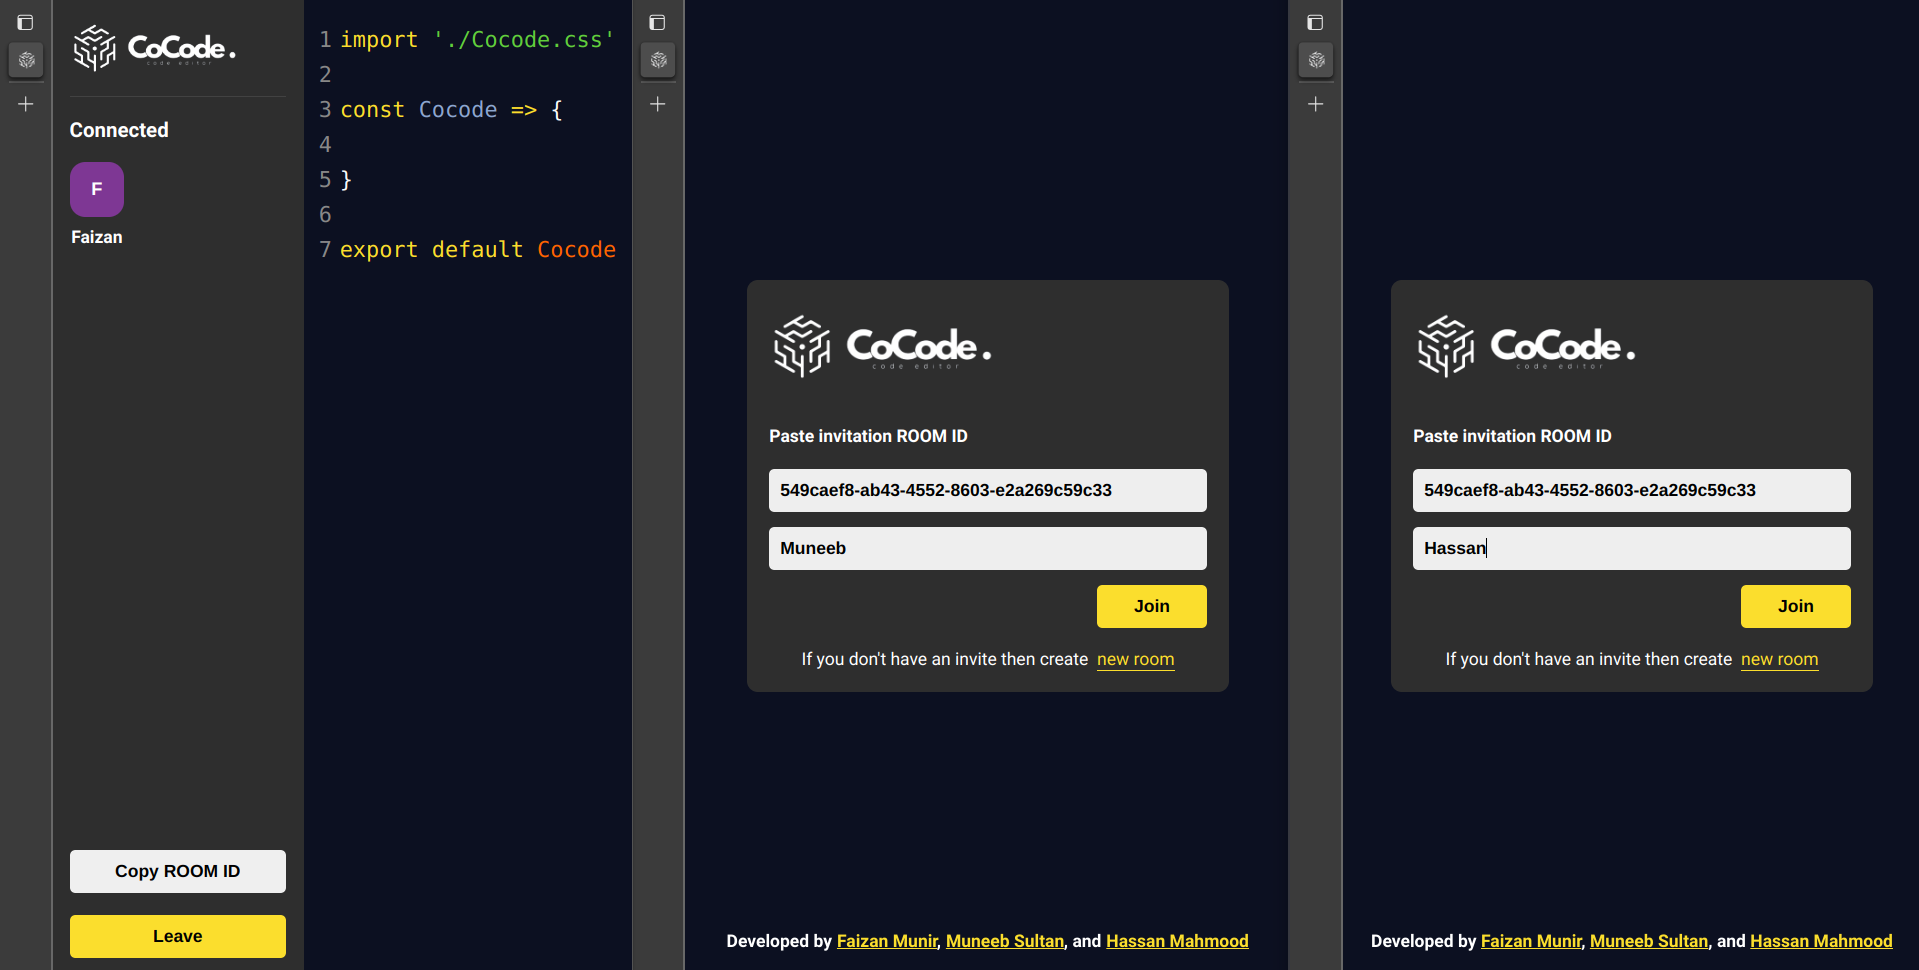 CoCode.
code editor
Connected
F
Faizan
Copy ROOM ID
Leave
1 import './Cocode.css'
2
3 const Cocode => {
4
5 }
6
7 export default Cocode
CoCode.
code editor
Paste invitation ROOM ID
549caef8-ab43-4552-8603-e2a269c59c33
Muneeb
Join
If you don't have an invite then create new room
Developed by Faizan Munir, Muneeb Sultan, and Hassan Mahmood
CoCode.
code editor
Paste invitation ROOM ID
549caef8-ab43-4552-8603-e2a269c59c33
Hassan
Join
If you don't have an invite then create new room
Developed by Faizan Munir, Muneeb Sultan, and Hassan Mahmood